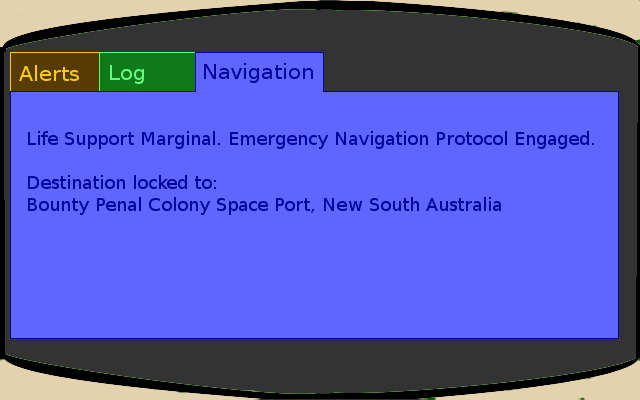 Alerts Log Navigation
Life Support Marginal. Emergency Navigation Protocol Engaged.
Destination locked to:
Bounty Penal Colony Space Port, New South Australia